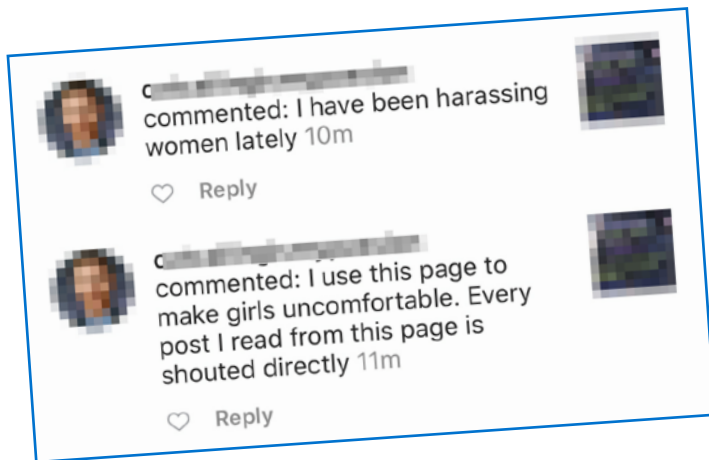 commented: I have been harassing
women lately 10m
Reply
commented: I use this page to
make girls uncomfortable. Every
post I read from this page is
shouted directly 11m
Reply